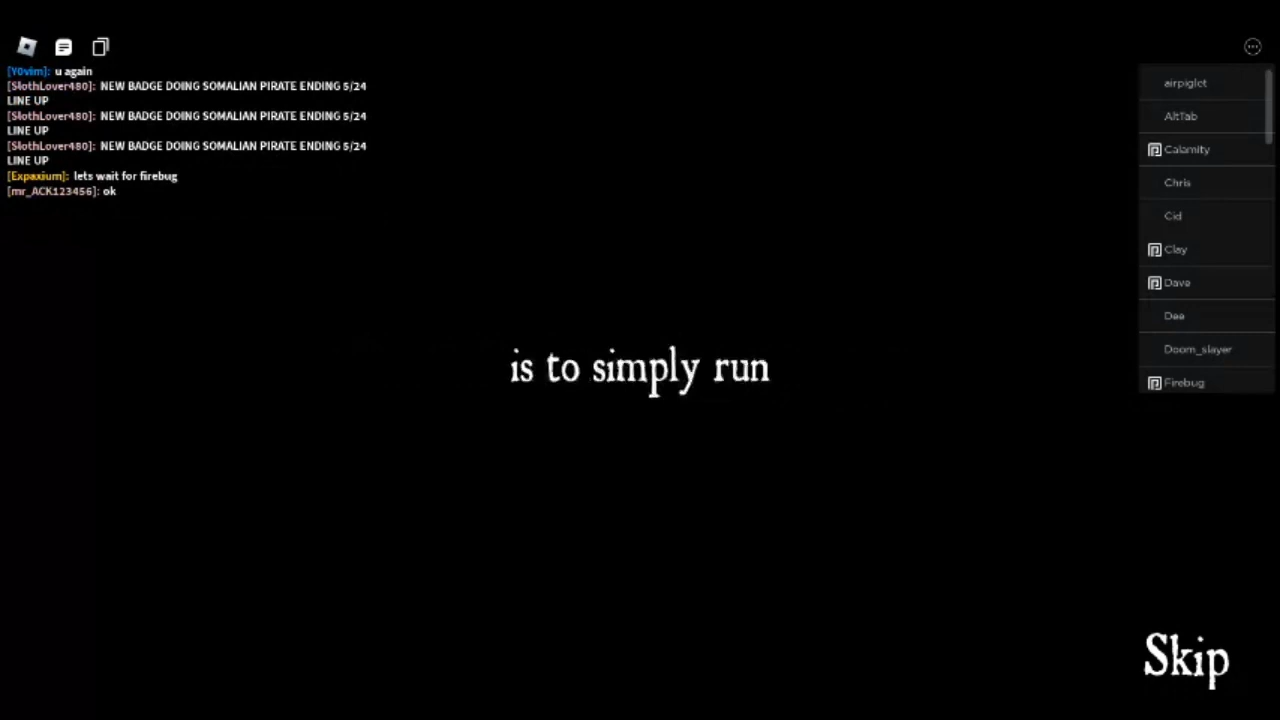 [Y0vim]: u again
[SlothLover480]: NEW BADGE DOING SOMALIAN PIRATE ENDING 5/24
LINE UP
[SlothLover480]: NEW BADGE DOING SOMALIAN PIRATE ENDING 5/24
LINE UP
[SlothLover480]: NEW BADGE DOING SOMALIAN PIRATE ENDING 5/24
LINE UP
[Expaxium]: lets wait for firebug
[mr_ACK123456]: ok
airpiglet
AltTab
Calamity
Chris
Cid
Clay
Dave
Dee
Doom_slayer
Firebug
is to simply run
Skip